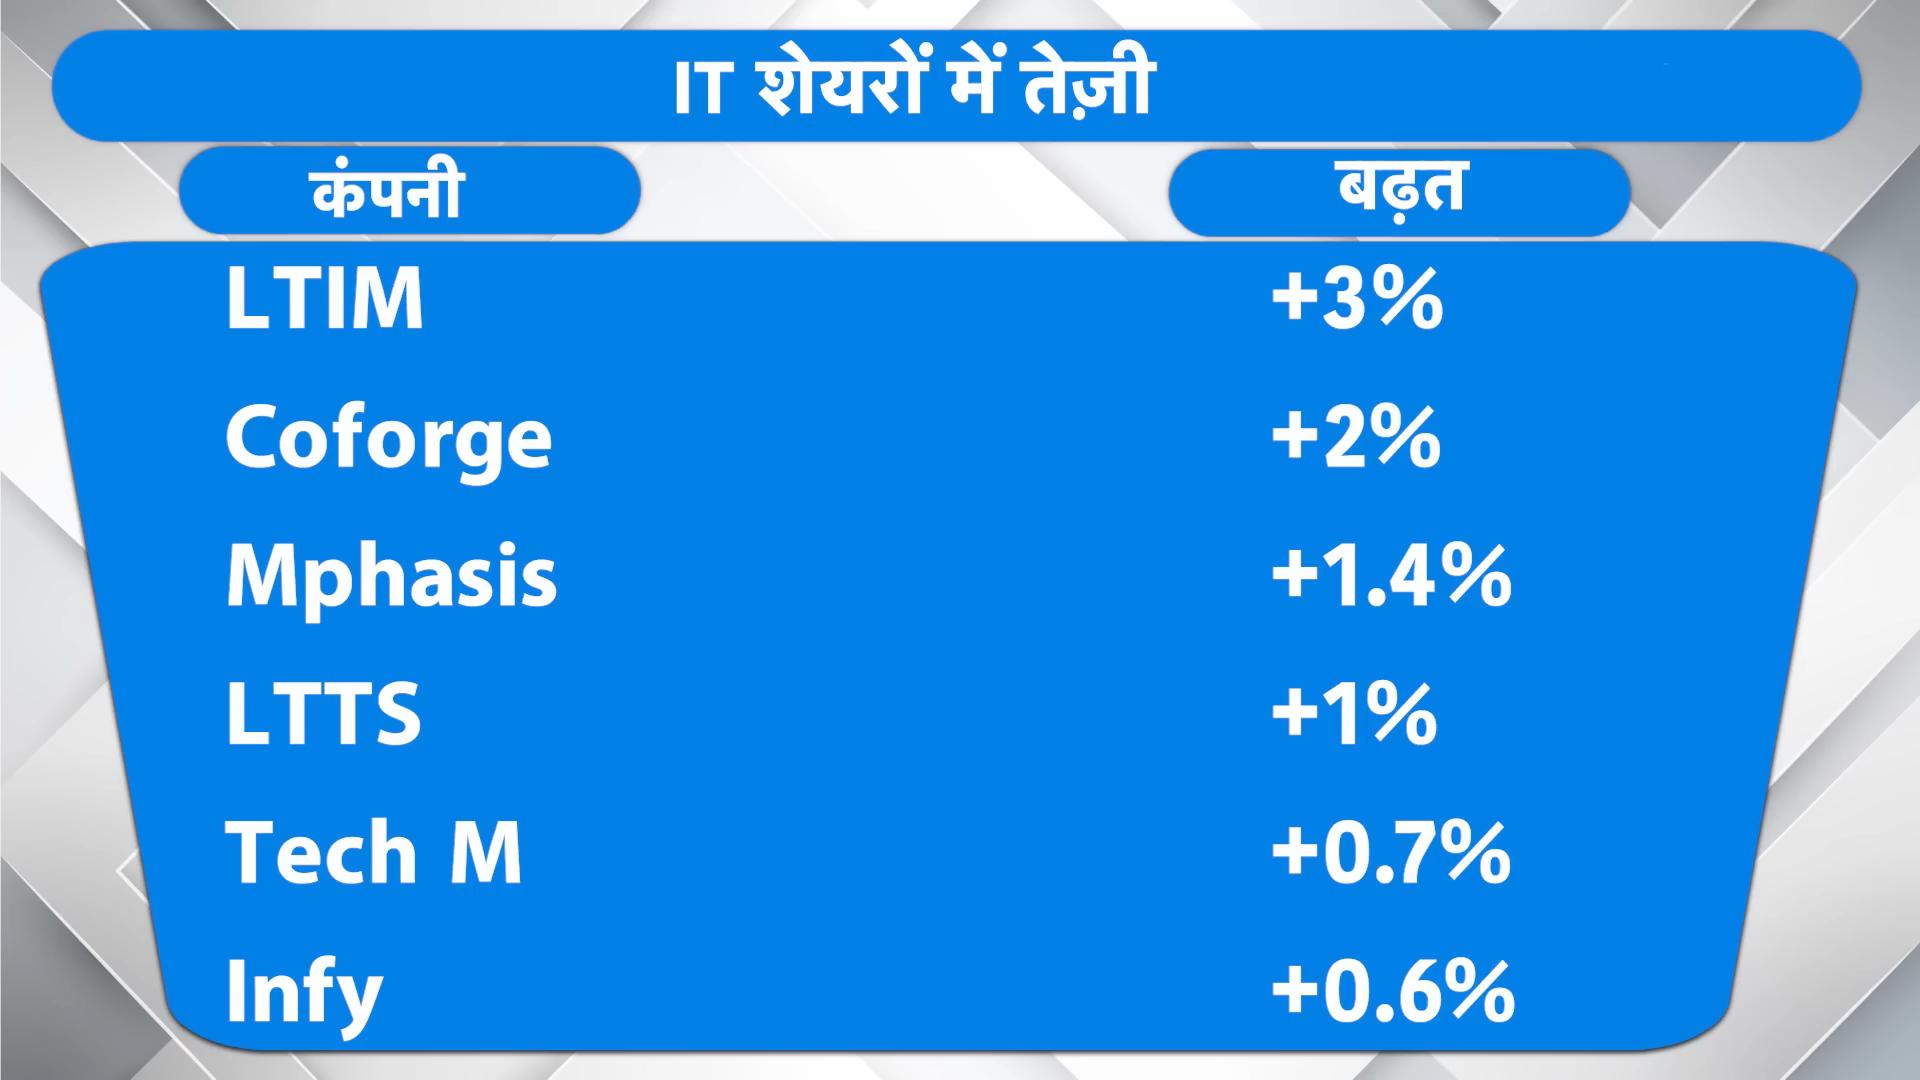 IT शेयरों में तेज़ी
कंपनी बढ़त
LTIM +3%
Coforge +2%
Mphasis +1.4%
LTTS +1%
Tech M +0.7%
Infy +0.6%